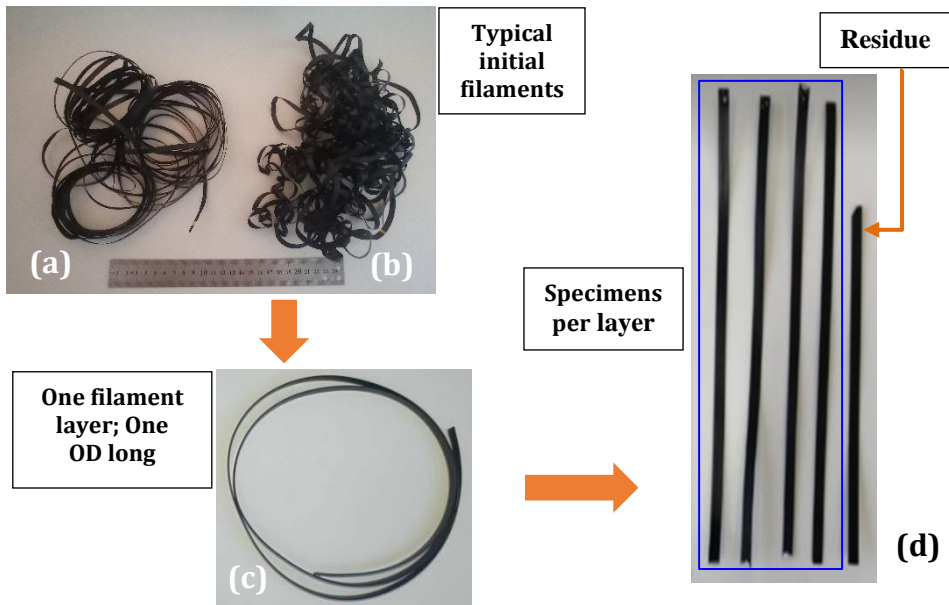 Typical
initial
filaments
Residue
(a)
(b)
Specimens
per layer
One filament
layer; One
OD long
(c)
(d)